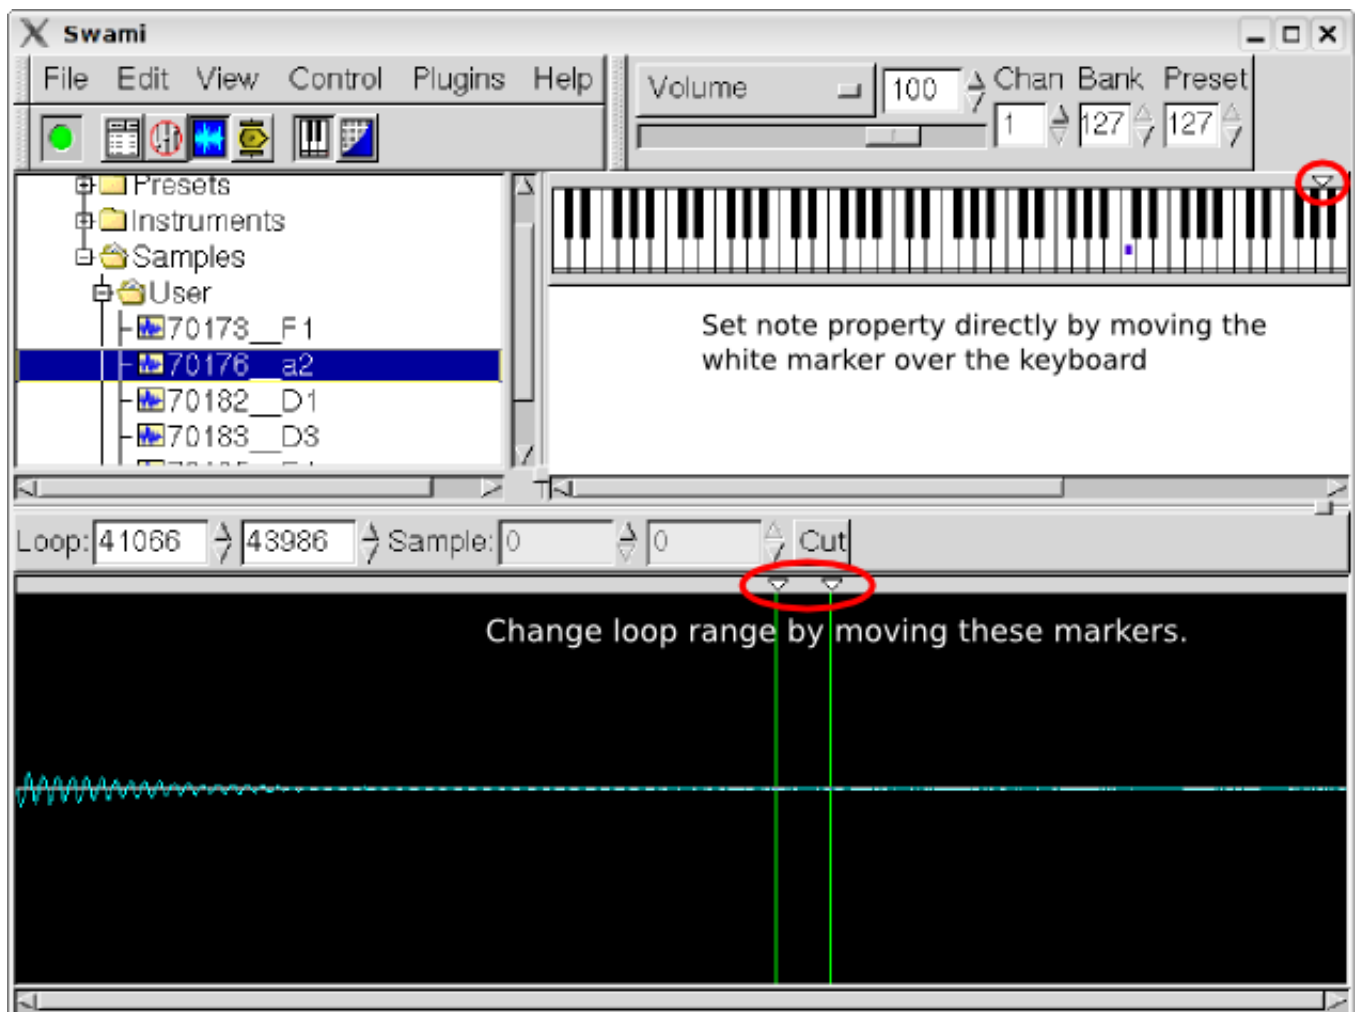 Swami
File Edit View Control Plugins Help
Volume 100 Chan Bank Preset
1 127 127
Presets
Instruments
Samples
User
70173__F1
70176__a2
70182__D1
70183__D3
Set note property directly by moving the
white marker over the keyboard
Loop: 41066 43986 Sample: 0 0 Cut
Change loop range by moving these markers.